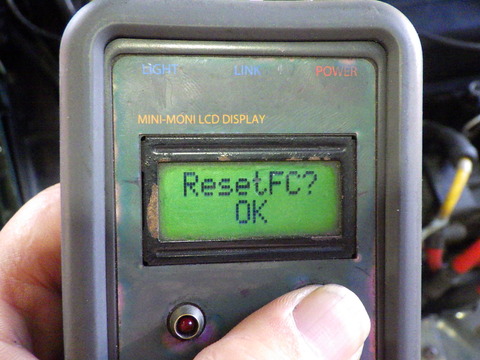 LIGHT LINK POWER
MINI-MONI LCD DISPLAY
ResetFC?
OK